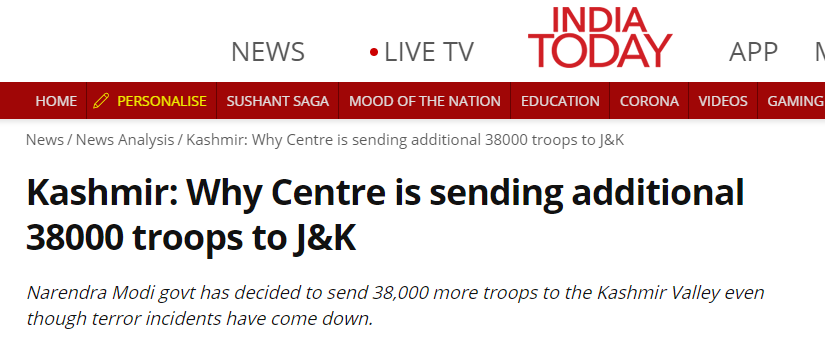 INDIA
TODAY
NEWS
LIVE TV
APP
HOME
PERSONALISE
SUSHANT SAGA
MOOD OF THE NATION
EDUCATION
CORONA
VIDEOS
GAMING
News / News Analysis / Kashmir: Why Centre is sending additional 38000 troops to J&K
Kashmir: Why Centre is sending additional
38000 troops to J&K
Narendra Modi govt has decided to send 38,000 more troops to the Kashmir Valley even
though terror incidents have come down.